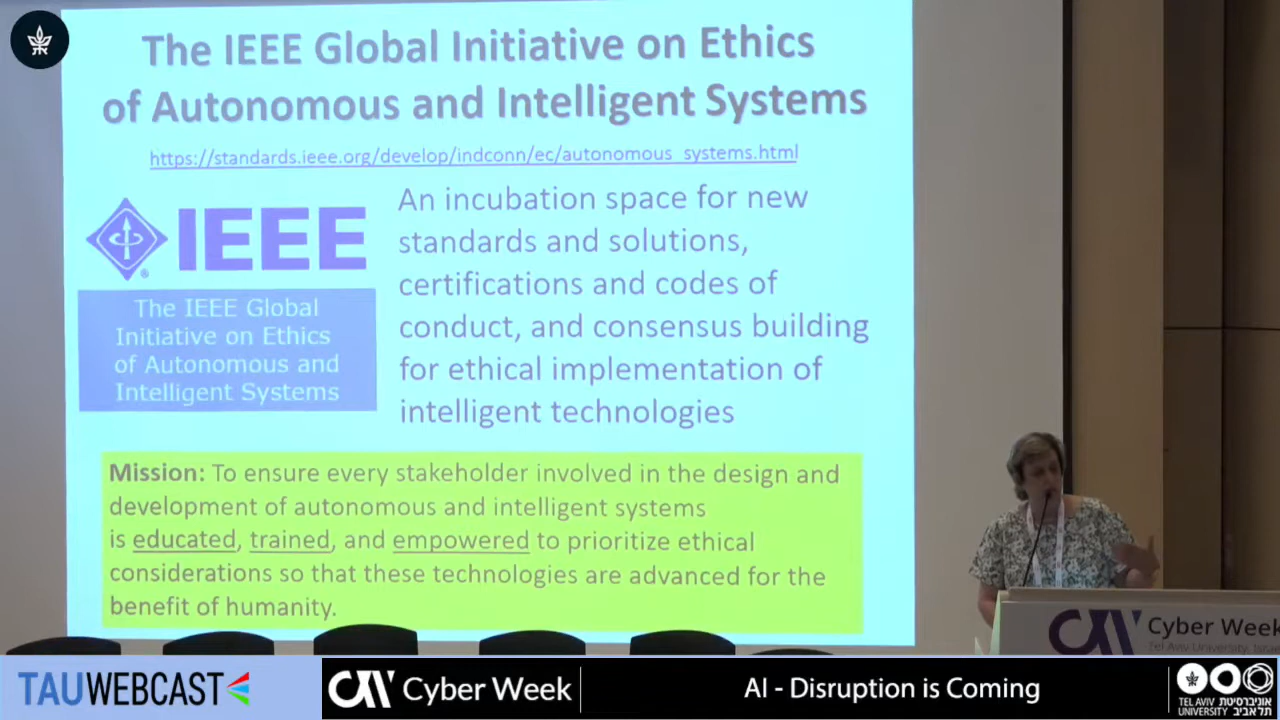 The IEEE Global Initiative on Ethics
of Autonomous and Intelligent Systems
https://standards.ieee.org/develop/indconn/ec/autonomous_systems.html
IEEE
The IEEE Global
Initiative on Ethics
of Autonomous and
Intelligent Systems
An incubation space for new
standards and solutions,
certifications and codes of
conduct, and consensus building
for ethical implementation of
intelligent technologies
Mission: To ensure every stakeholder involved in the design and
development of autonomous and intelligent systems
is educated, trained, and empowered to prioritize ethical
considerations so that these technologies are advanced for the
benefit of humanity.
Cyber Week
Tel Aviv University, Israel
TAUWEBCAST
Cyber Week
AI - Disruption is Coming
TEL AVIV אוניברסיטת
UNIVERSITY תל אביב